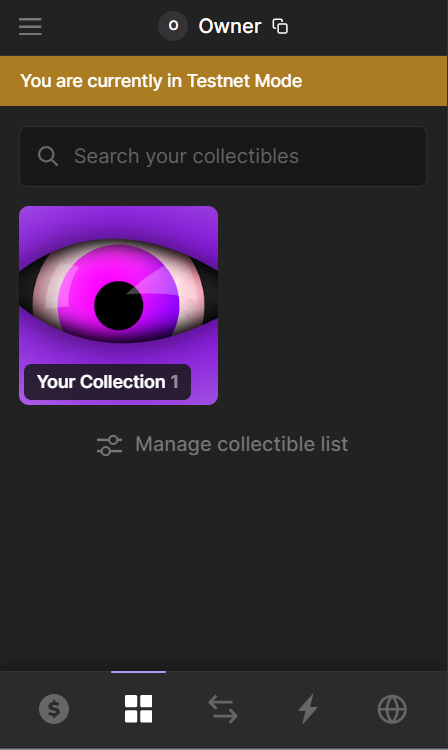 O Owner
You are currently in Testnet Mode
Search your collectibles
Your Collection 1
Manage collectible list
$